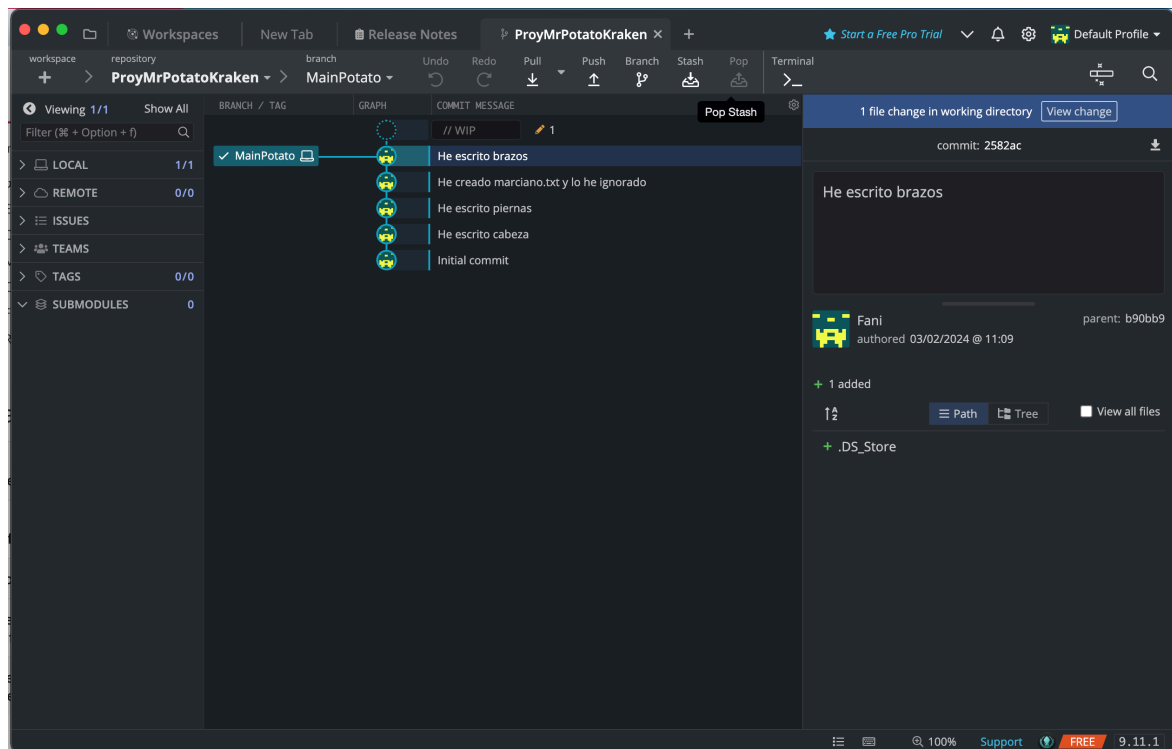 Workspaces
New Tab
Release Notes
ProyMrPotatoKraken
Start a Free Pro Trial
Default Profile
workspace
repository
branch
ProyMrPotatoKraken
MainPotato
Undo
Redo
Pull
Push
Branch
Stash
Pop
Terminal
Pop Stash
Viewing 1/1
Show All
Filter (⌘ + Option + f)
LOCAL 1/1
REMOTE 0/0
ISSUES
TEAMS
TAGS 0/0
SUBMODULES 0
BRANCH / TAG
GRAPH
COMMIT MESSAGE
// WIP
1
MainPotato
He escrito brazos
He creado marciano.txt y lo he ignorado
He escrito piernas
He escrito cabeza
Initial commit
1 file change in working directory
View change
commit: 2582ac
He escrito brazos
Fani
parent: b90bb9
authored 03/02/2024 @ 11:09
+ 1 added
Path
Tree
View all files
+ .DS_Store
100%
Support
FREE
9.11.1